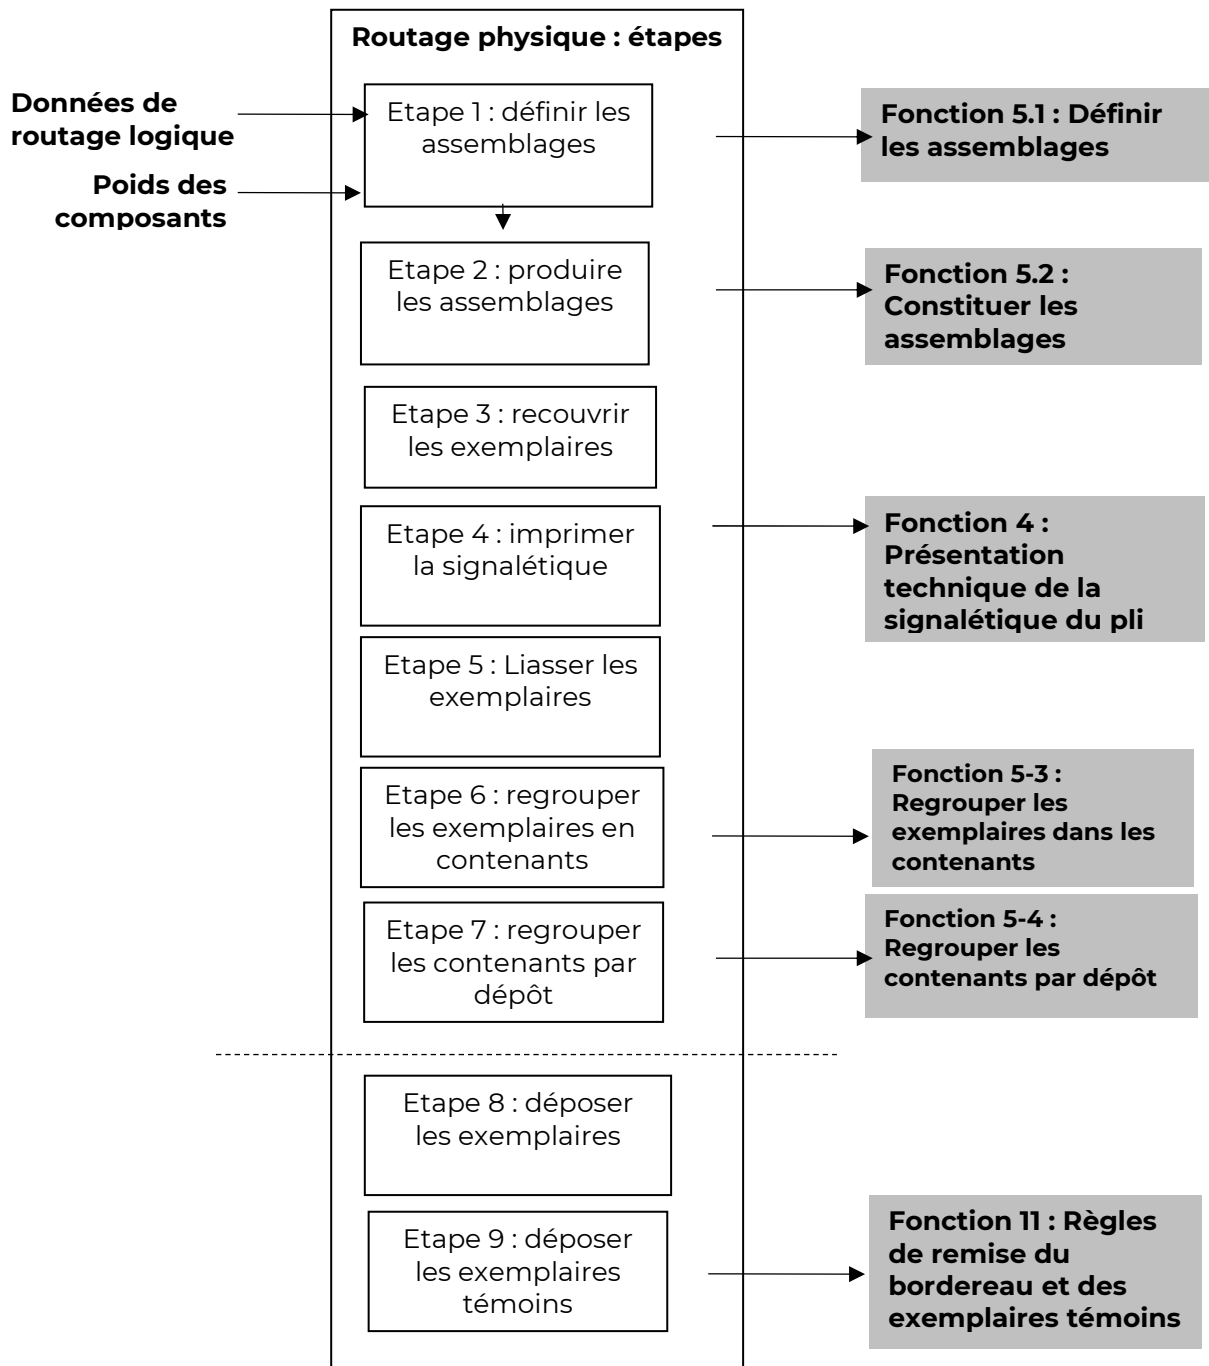 Routage physique : étapes
Données de
routage logique
Poids des
composants
Etape 1 : définir les
assemblages
Fonction 5.1 : Définir
les assemblages
Etape 2 : produire
les assemblages
Fonction 5.2 :
Constituer les
assemblages
Etape 3 : recouvrir
les exemplaires
Etape 4 : imprimer
la signalétique
Fonction 4 :
Présentation
technique de la
signalétique du pli
Etape 5 : Liasser les
exemplaires
Etape 6 : regrouper
les exemplaires en
contenants
Fonction 5-3 :
Regrouper les
exemplaires dans les
contenants
Etape 7 : regrouper
les contenants par
dépôt
Fonction 5-4 :
Regrouper les
contenants par dépôt
Etape 8 : déposer
les exemplaires
Etape 9 : déposer
les exemplaires
témoins
Fonction 11 : Règles
de remise du
bordereau et des
exemplaires témoins